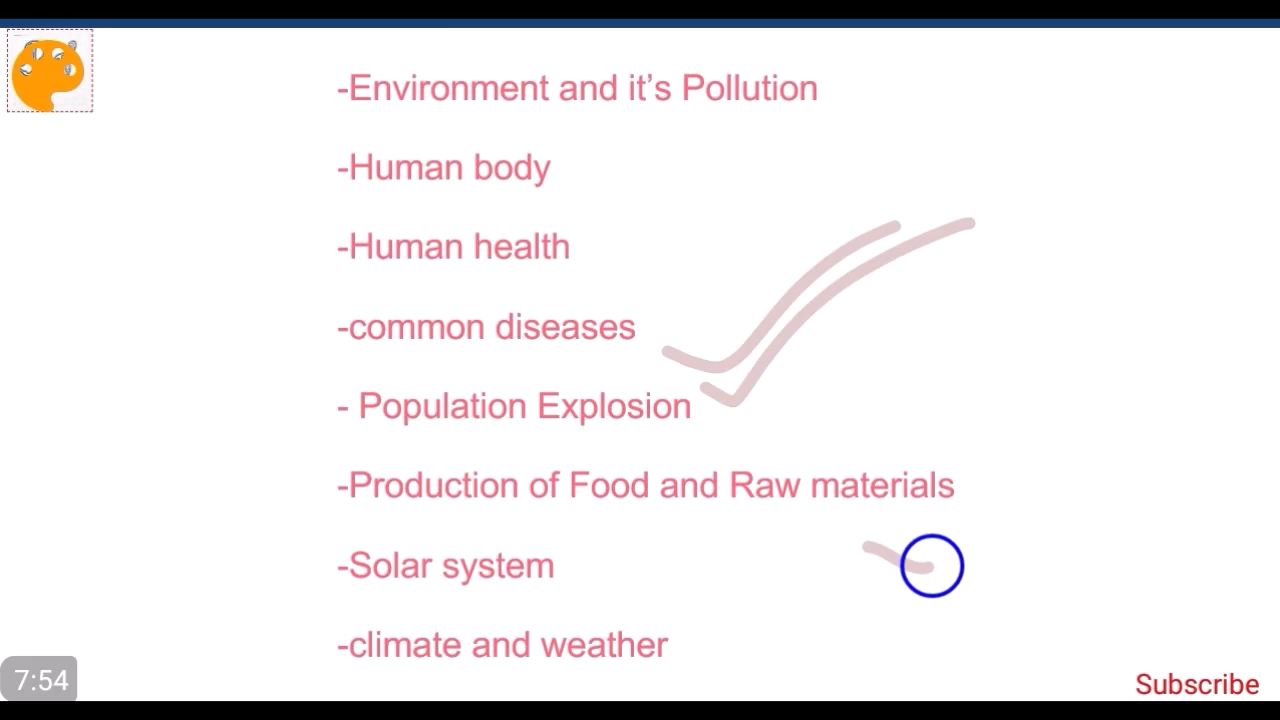 -Environment and it’s Pollution
-Human body
-Human health
-common diseases
- Population Explosion
-Production of Food and Raw materials
-Solar system
-climate and weather
7:54
Subscribe